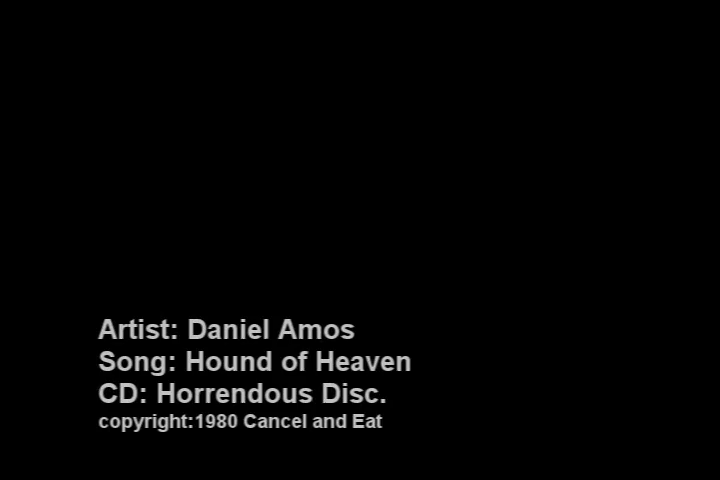 Artist: Daniel Amos
Song: Hound of Heaven
CD: Horrendous Disc.
copyright:1980 Cancel and Eat